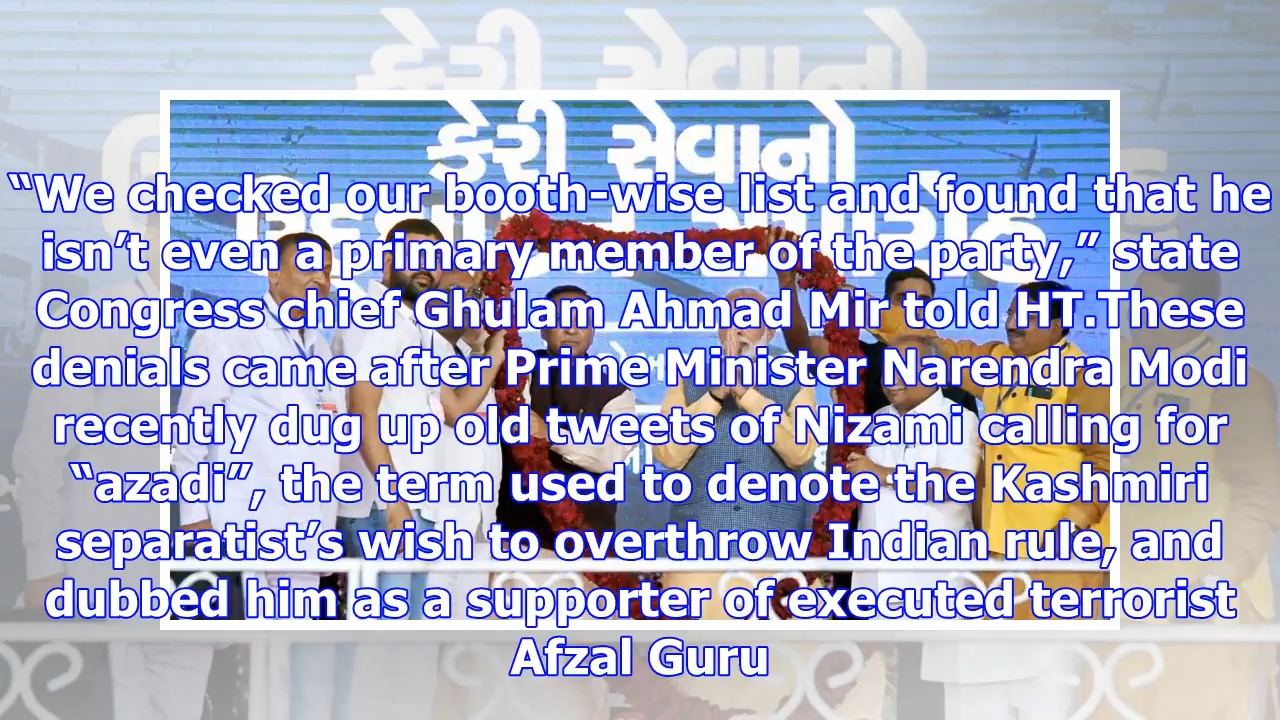 કેરી સેવાનો
કેરી સેવાનો
“We checked our booth-wise list and found that he
isn’t even a primary member of the party,” state
Congress chief Ghulam Ahmad Mir told HT.These
denials came after Prime Minister Narendra Modi
recently dug up old tweets of Nizami calling for
“azadi”, the term used to denote the Kashmiri
separatist’s wish to overthrow Indian rule, and
dubbed him as a supporter of executed terrorist
Afzal Guru